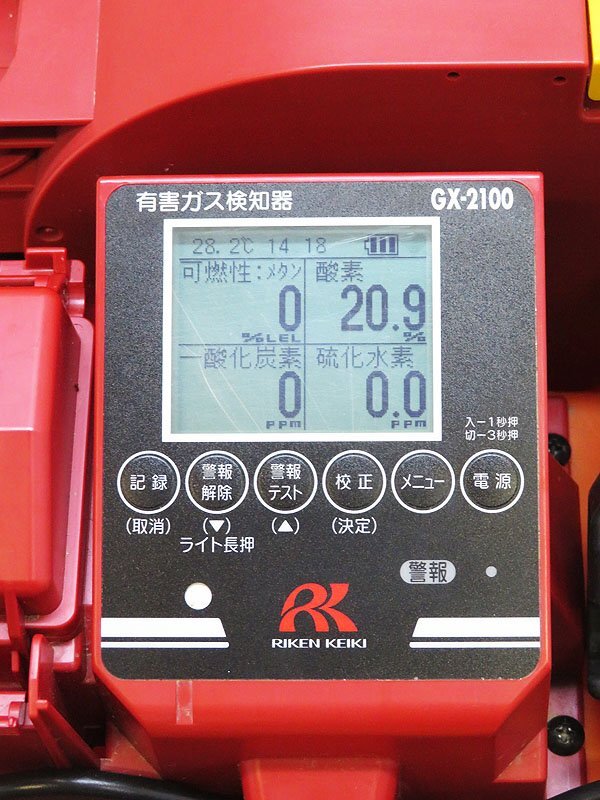 有害ガス検知器 GX-2100
28.2℃ 14 18
可燃性:メタン 酸素
0 %LEL 20.9 %
一酸化炭素 硫化水素
0 ppm 0.0 ppm
入ー1秒押
切ー3秒押
記録 警報解除 警報テスト 校正 メニュー 電源
(取消) (▼) (▲) (決定)
ライト長押
警報
RK
RIKEN KEIKI